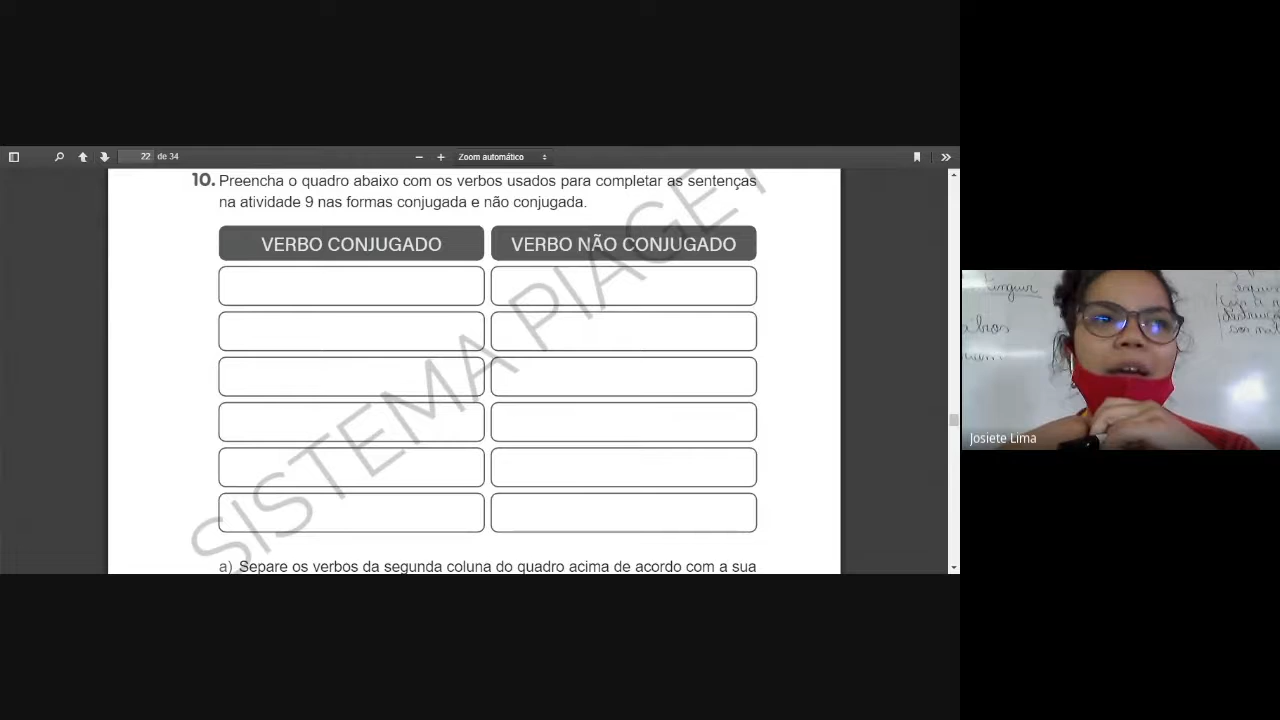 22 de 34
Zoom automático
10. Preencha o quadro abaixo com os verbos usados para completar as sentenças
na atividade 9 nas formas conjugada e não conjugada.
VERBO CONJUGADO
VERBO NÃO CONJUGADO
SISTEMA PIAGET
a) Separe os verbos da segunda coluna do quadro acima de acordo com a sua
Josiete Lima